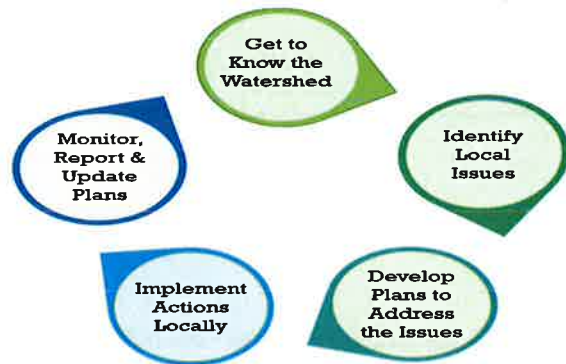 Get to
Know the
Watershed
Identify
Local
Issues
Develop
Plans to
Address
the Issues
Implement
Actions
Locally
Monitor,
Report &
Update
Plans